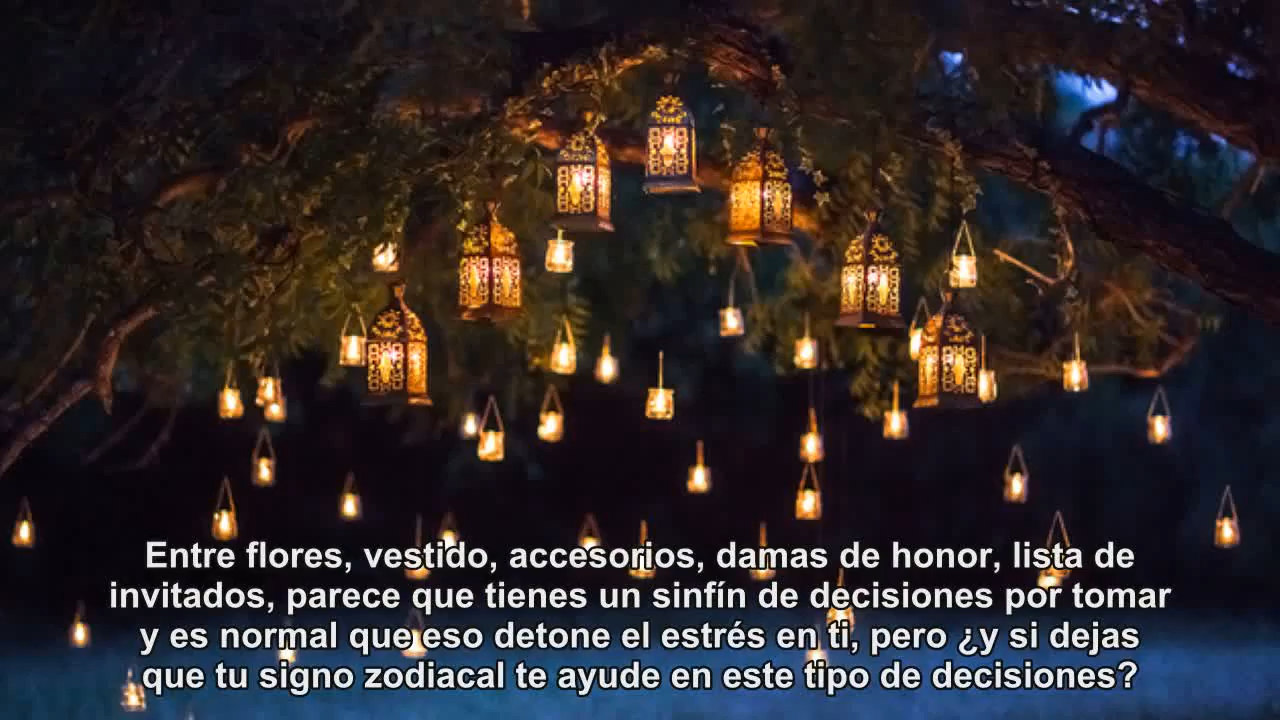 Entre flores, vestido, accesorios, damas de honor, lista de
invitados, parece que tienes un sinfín de decisiones por tomar
y es normal que eso detone el estrés en ti, pero ¿y si dejas
que tu signo zodiacal te ayude en este tipo de decisiones?